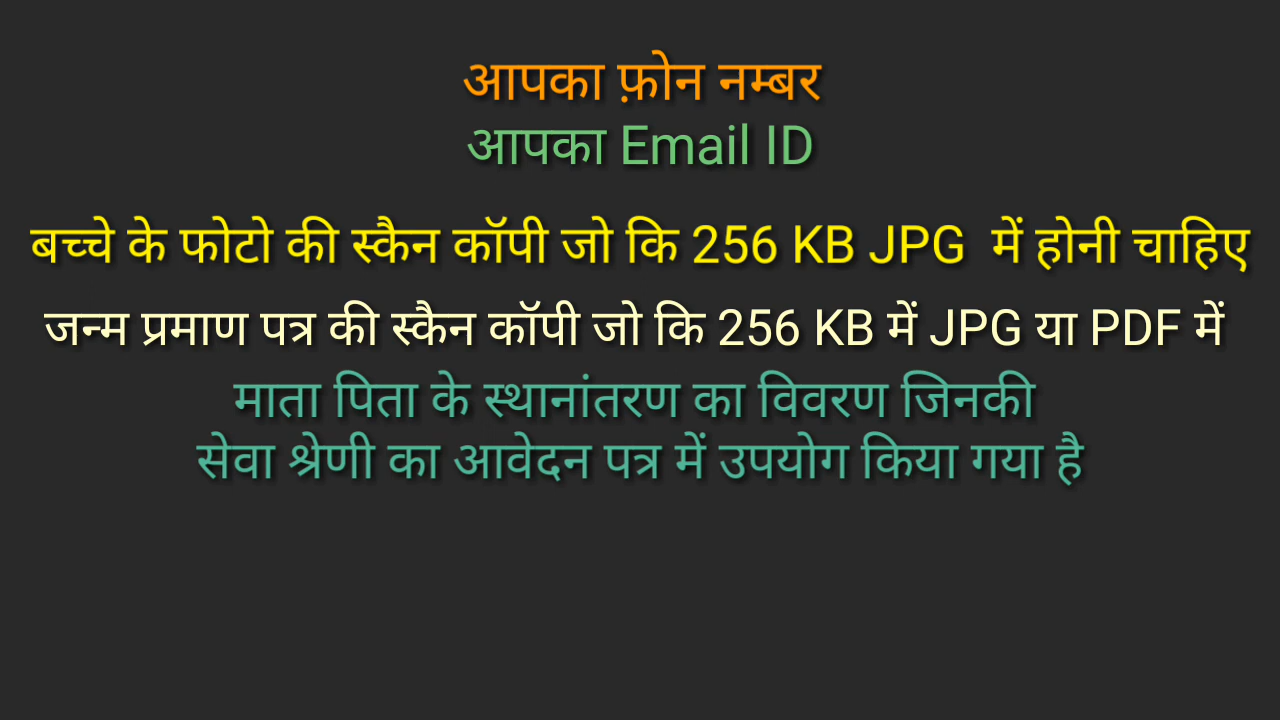 आपका फ़ोन नम्बर
आपका Email ID
बच्चे के फोटो की स्कैन कॉपी जो कि 256 KB JPG में होनी चाहिए
जन्म प्रमाण पत्र की स्कैन कॉपी जो कि 256 KB में JPG या PDF में
माता पिता के स्थानांतरण का विवरण जिनकी
सेवा श्रेणी का आवेदन पत्र में उपयोग किया गया है